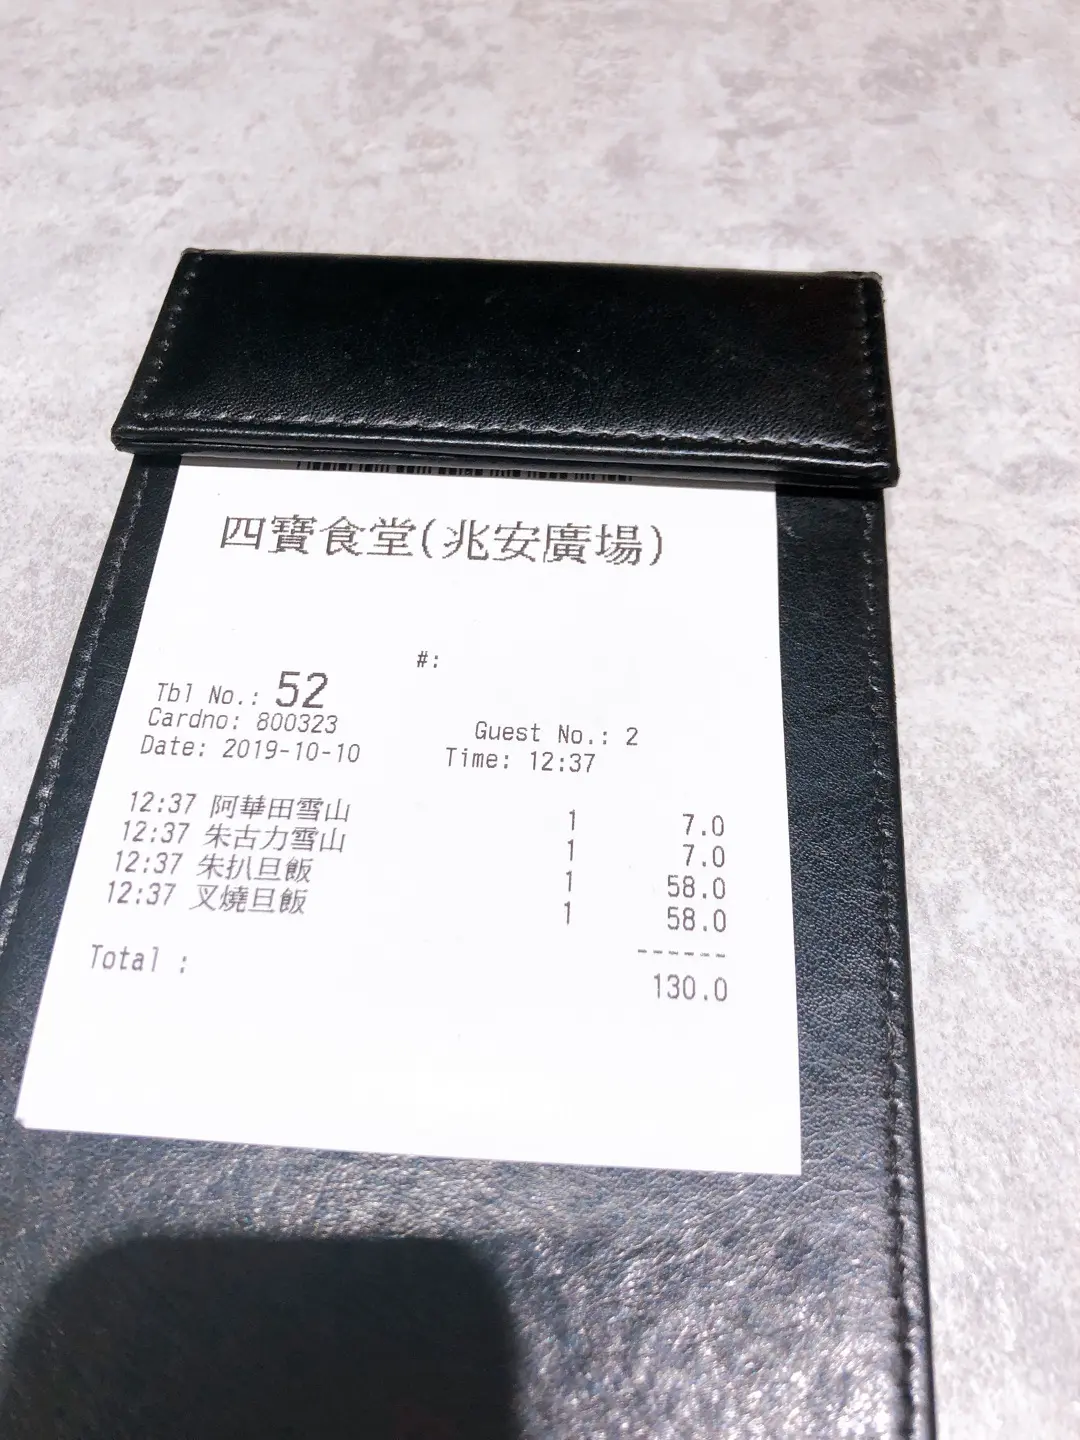 四寶食堂(兆安廣場)
#:
Tbl No.: 52
Cardno: 800323 Guest No.: 2
Date: 2019-10-10 Time: 12:37
12:37 阿華田雪山 1 7.0
12:37 朱古力雪山 1 7.0
12:37 朱扒旦飯 1 58.0
12:37 叉燒旦飯 1 58.0
------
Total : 130.0